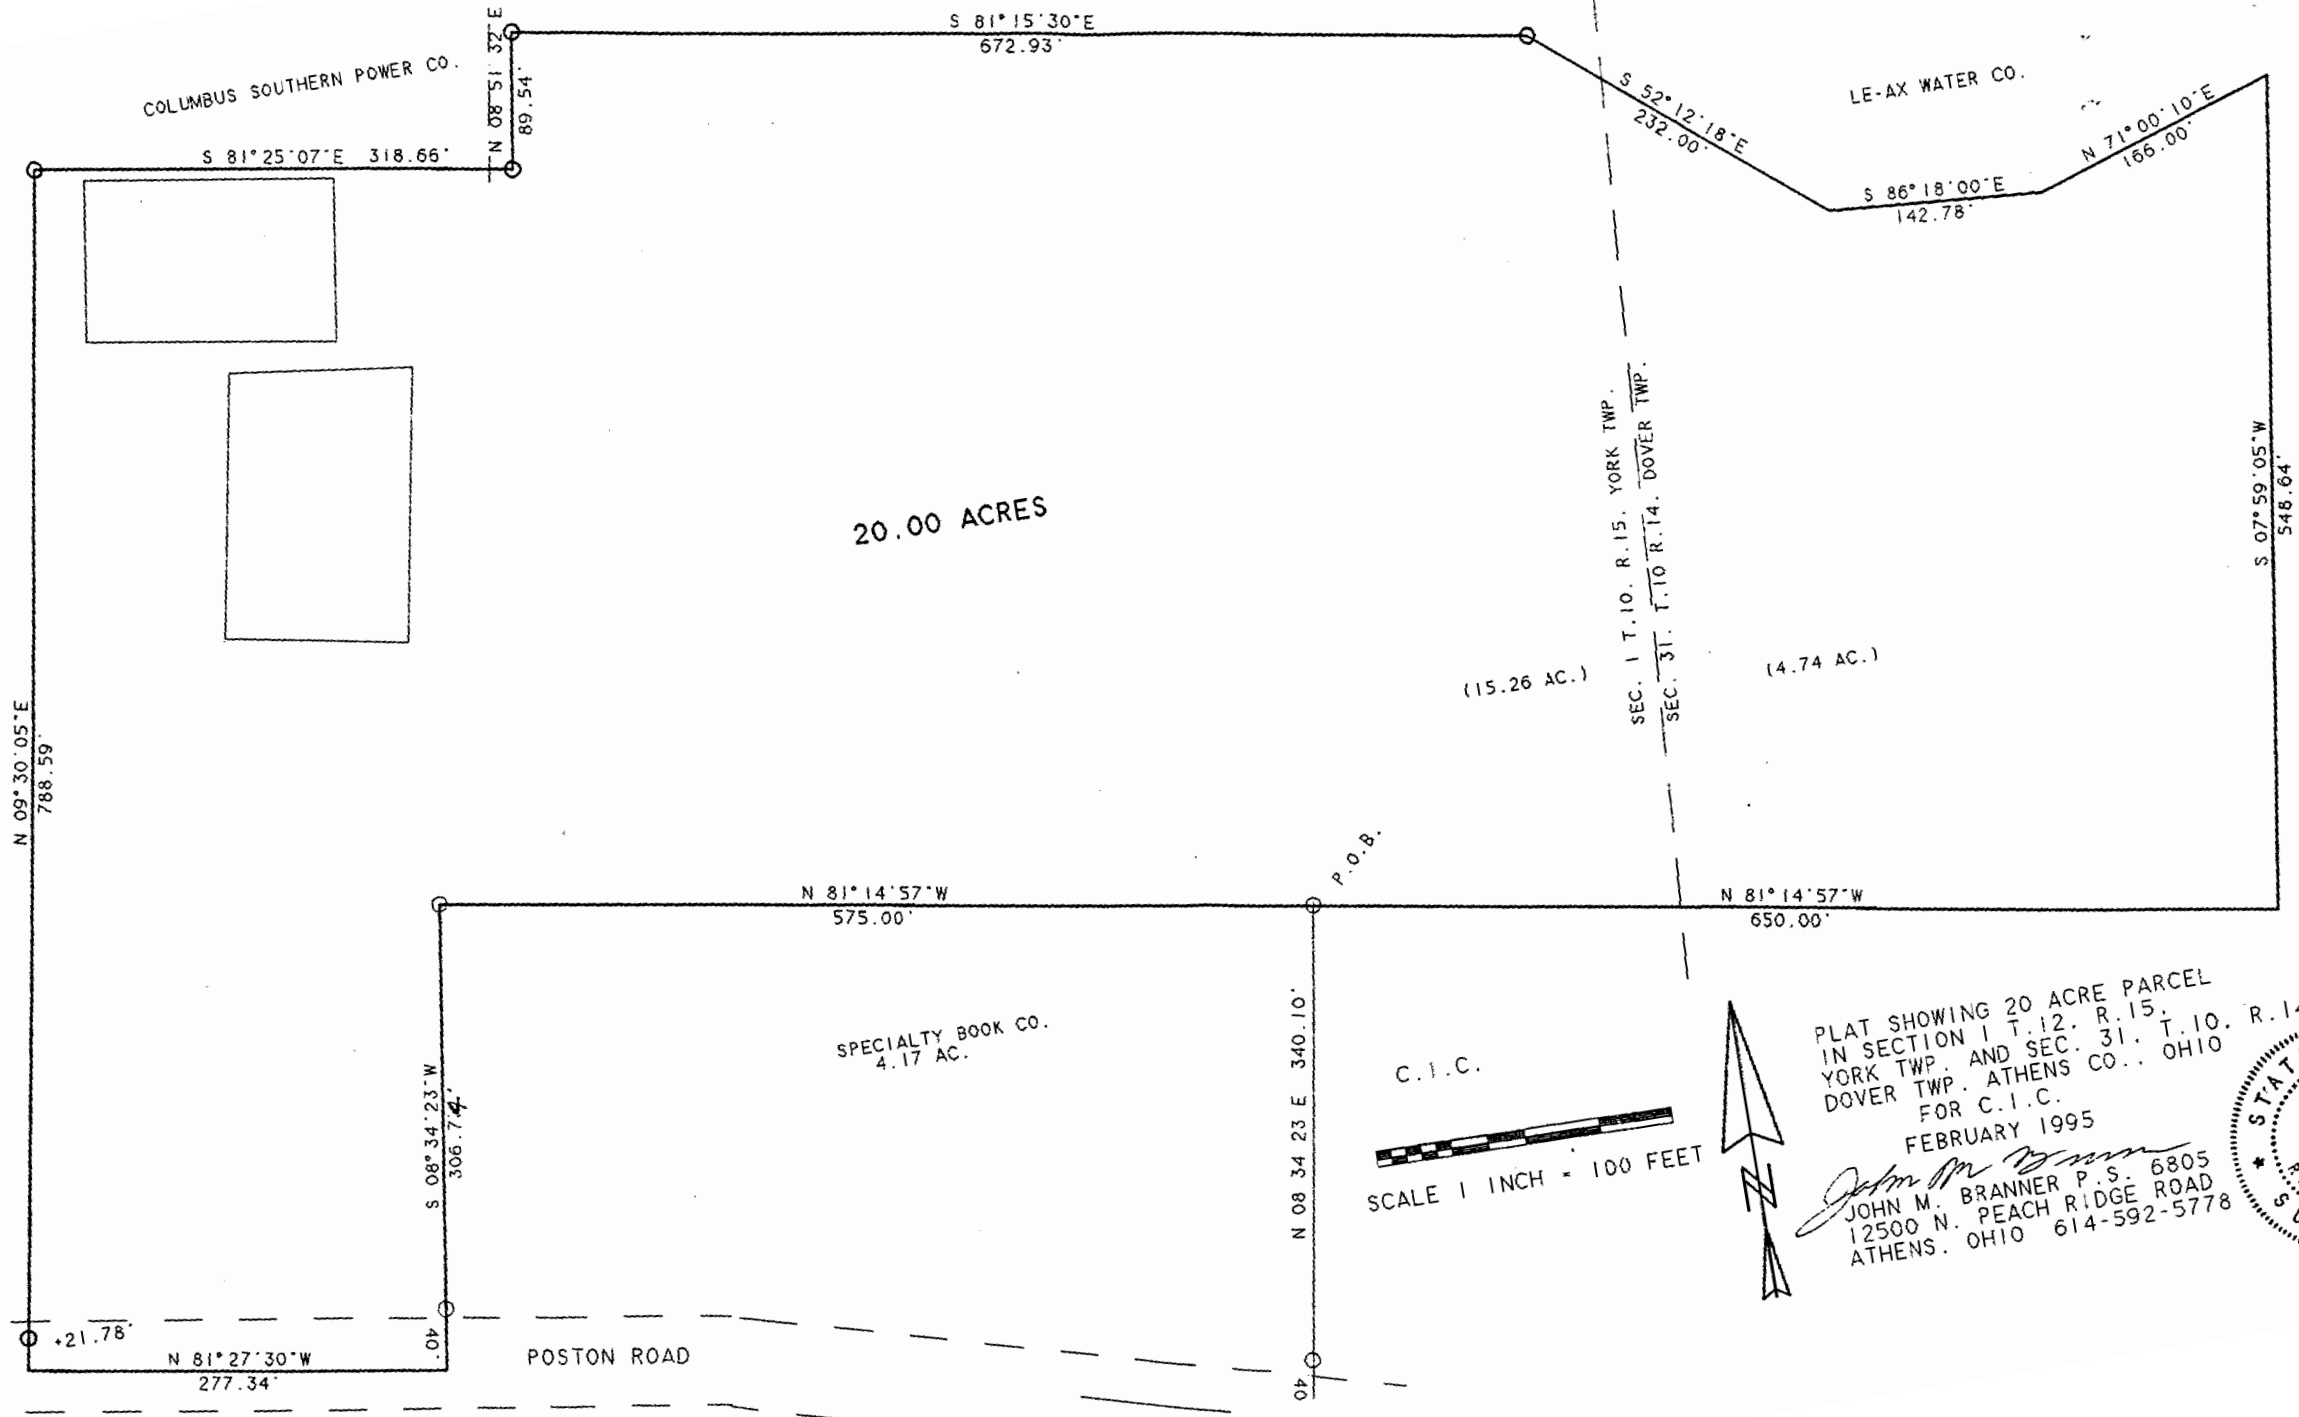 S 81°15'30"E
672.93'
N 08 51 32 E
89.54'
COLUMBUS SOUTHERN POWER CO.
S 81°25'07"E 318.66'
S 52°12'18"E
232.00'
LE-AX WATER CO.
N 71°00'10"E
166.00'
S 86°18'00"E
142.78'
S 07°59'05"W
548.64'
20.00 ACRES
SEC. 1 T.10. R.15. YORK TWP.
SEC. 31. T.10 R.14. DOVER TWP.
(15.26 AC.)
(4.74 AC.)
N 09°30'05"E
788.59'
P.O.B.
N 81°14'57"W
575.00'
N 81°14'57"W
650.00'
SPECIALTY BOOK CO.
4.17 AC.
S 08°34'23"W
306.74'
N 08 34 23 E 340.10'
C.I.C.
SCALE 1 INCH = 100 FEET
N
PLAT SHOWING 20 ACRE PARCEL
IN SECTION 1 T.12. R.15.
YORK TWP. AND SEC. 31. T.10. R.14
DOVER TWP. ATHENS CO.. OHIO
FOR C.I.C.
FEBRUARY 1995
John M Branner
JOHN M. BRANNER P.S. 6805
12500 N. PEACH RIDGE ROAD
ATHENS. OHIO 614-592-5778
+21.78'
N 81°27'30"W
277.34'
40'
POSTON ROAD
40